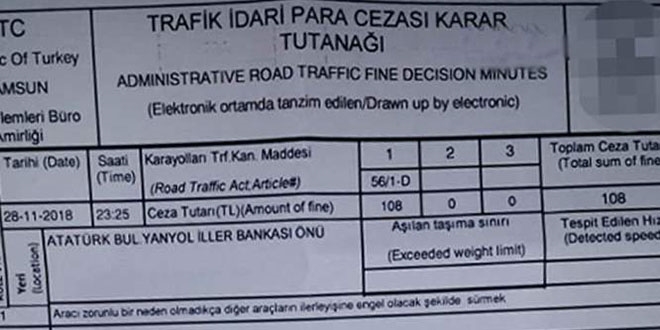 TC
TRAFİK İDARİ PARA CEZASI KARAR
TUTANAĞI
c Of Turkey
AMSUN
ADMINISTRATIVE ROAD TRAFFIC FINE DECISION MINUTES
lemleri Büro
Amirliği
(Elektronik ortamda tanzim edilen/Drawn up by electronic)
Tarihi (Date)
Saati
(Time)
Karayolları Trf.Kan. Maddesi
(Road Traffic Act.Article#)
1 2 3
56/1-D
Toplam Ceza Tuta
(Total sum of fine
28-11-2018 23:25 Ceza Tutarı(TL)(Amount of fine) 108 0 0 108
Yeri
(Location)
ATATÜRK BUL.YANYOL İLLER BANKASI ÖNÜ
Aşılan taşıma sınırı
(Exceeded weight limit)
Tespit Edilen Hız
(Detected speed
1 Aracı zorunlu bir neden olmadıkça diğer araçların ilerleyişine engel olacak şekilde sürmek